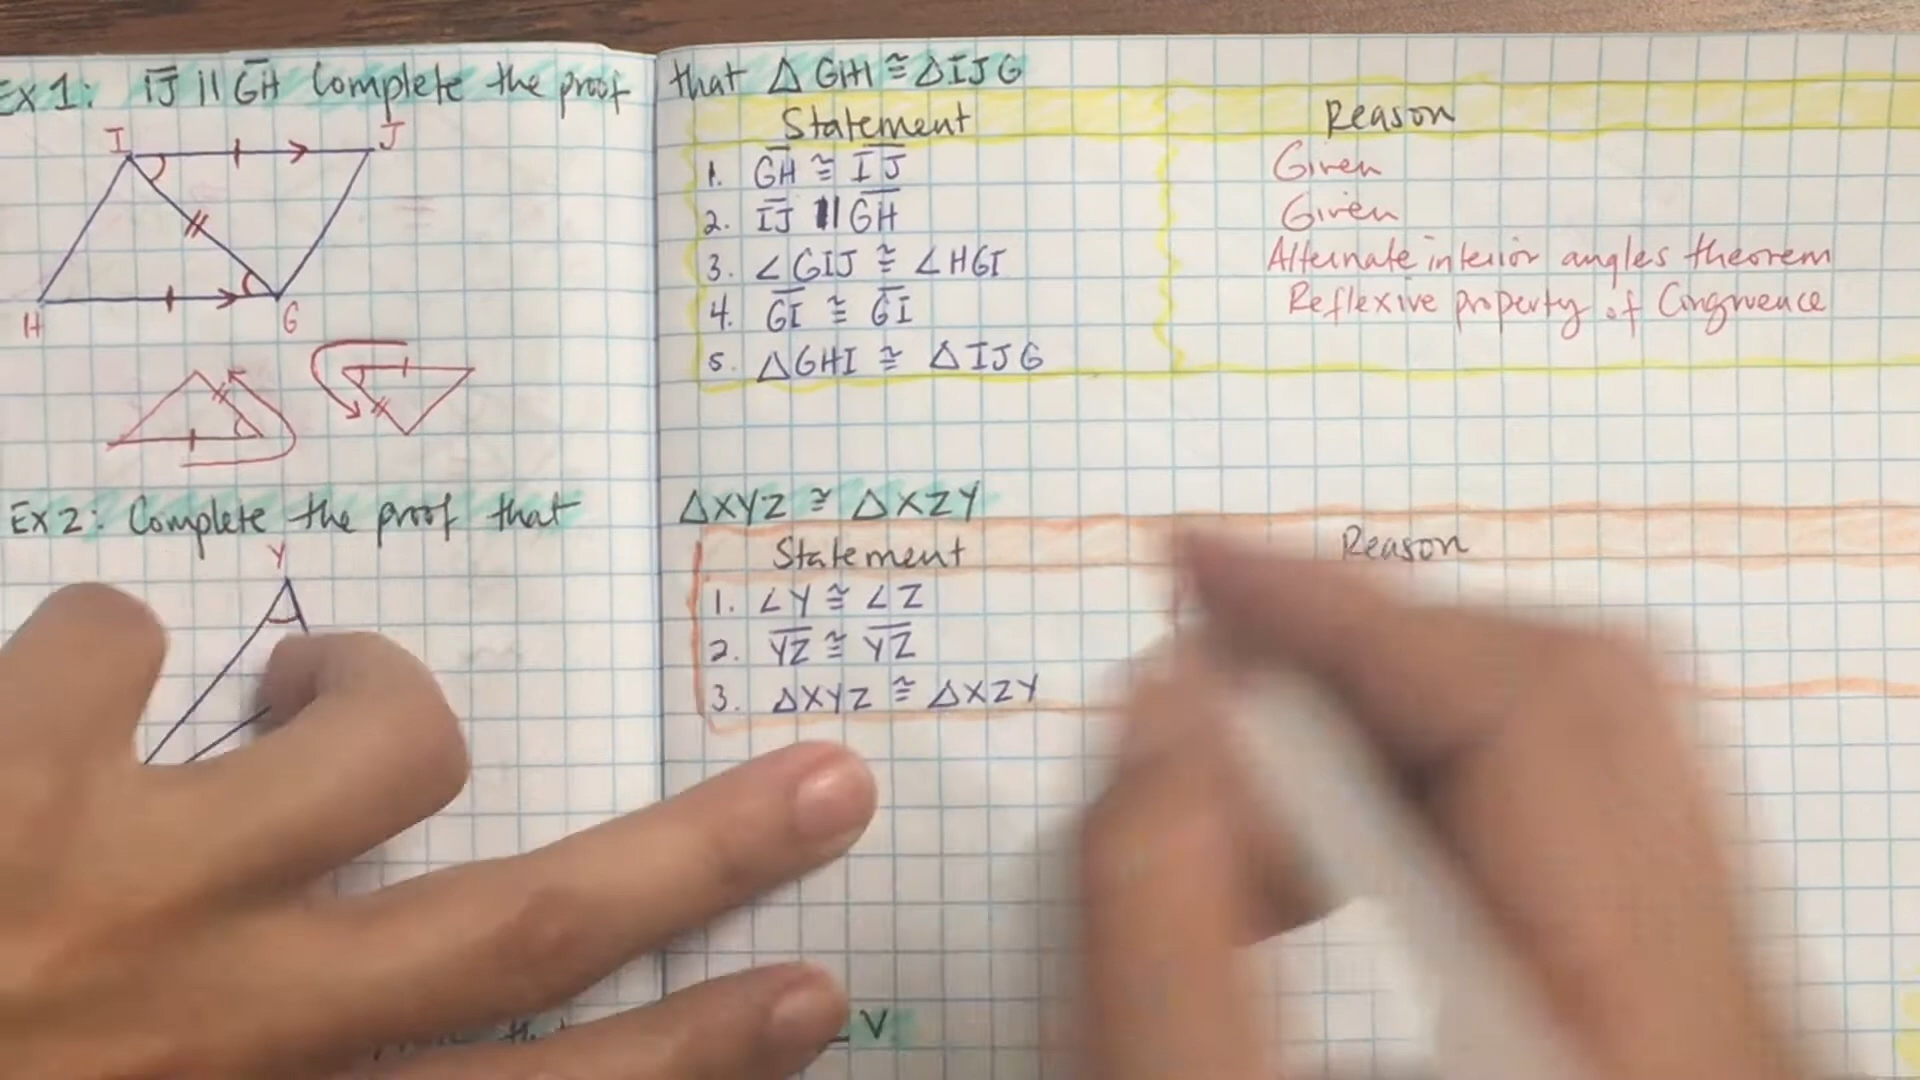 Ex 1: IJ || GH Complete the proof that △GHI ≅ △IJG
I
J
H
G
Statement Reason
1. GH ≅ IJ Given
2. IJ || GH Given
3. ∠GIJ ≅ ∠HGI Alternate interior angles theorem
4. GI ≅ GI Reflexive property of Congruence
5. △GHI ≅ △IJG
Ex 2: Complete the proof that △XYZ ≅ △XZY
Y
Statement Reason
1. ∠Y ≅ ∠Z
2. YZ ≅ YZ
3. △XYZ ≅ △XZY
V